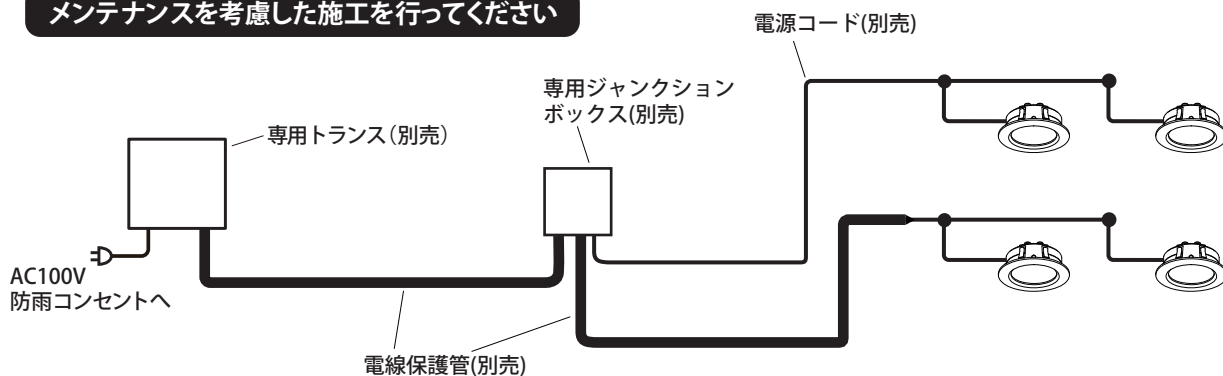 メンテナンスを考慮した施工を行ってください
電源コード(別売)
専用ジャンクション
ボックス(別売)
専用トランス(別売)
AC100V
防雨コンセントへ
電線保護管(別売)